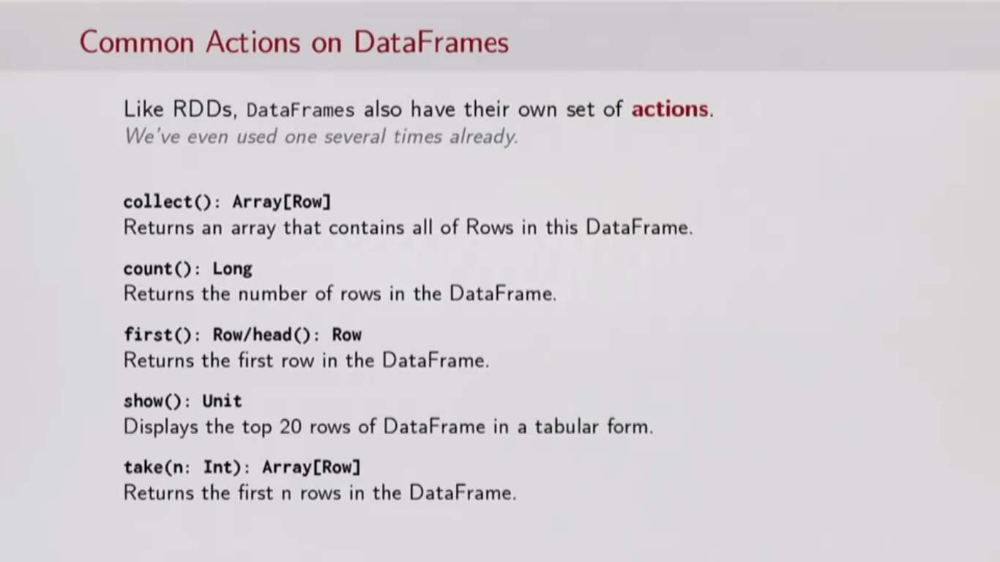 Common Actions on DataFrames
Like RDDs, DataFrames also have their own set of actions.
We've even used one several times already.
collect(): Array[Row]
Returns an array that contains all of Rows in this DataFrame.
count(): Long
Returns the number of rows in the DataFrame.
first(): Row/head(): Row
Returns the first row in the DataFrame.
show(): Unit
Displays the top 20 rows of DataFrame in a tabular form.
take(n: Int): Array[Row]
Returns the first n rows in the DataFrame.